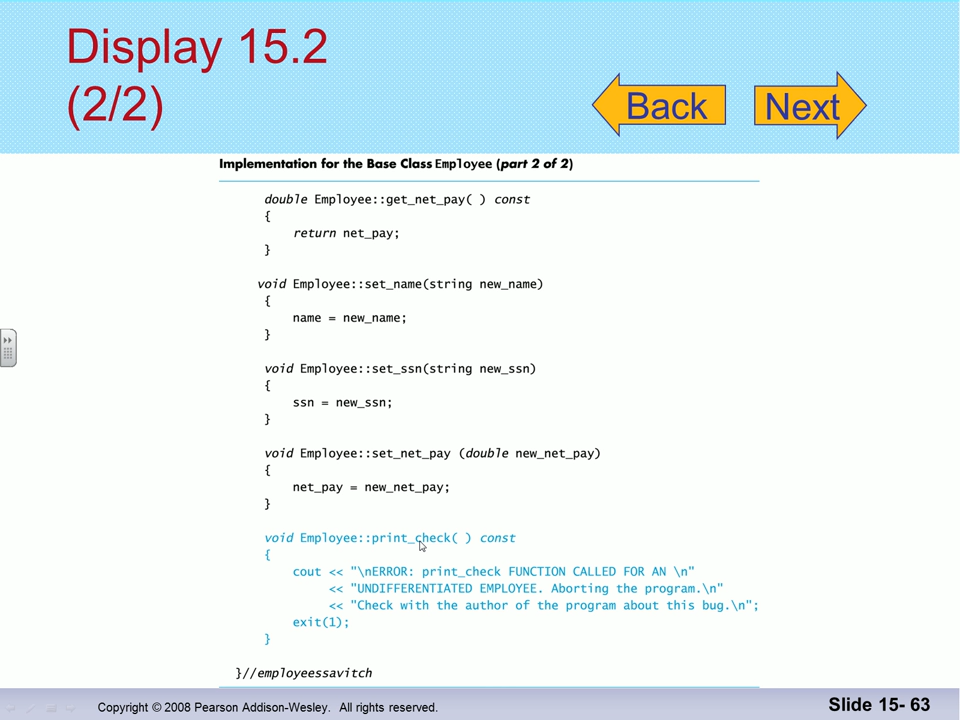 Display 15.2
(2/2)
Back
Next
Implementation for the Base Class Employee (part 2 of 2)
double Employee::get_net_pay( ) const
{
return net_pay;
}
void Employee::set_name(string new_name)
{
name = new_name;
}
void Employee::set_ssn(string new_ssn)
{
ssn = new_ssn;
}
void Employee::set_net_pay (double new_net_pay)
{
net_pay = new_net_pay;
}
void Employee::print_check( ) const
{
cout << "\nERROR: print_check FUNCTION CALLED FOR AN \n"
<< "UNDIFFERENTIATED EMPLOYEE. Aborting the program.\n"
<< "Check with the author of the program about this bug.\n";
exit(1);
}
}//employeessavitch
Copyright © 2008 Pearson Addison-Wesley. All rights reserved.
Slide 15- 63